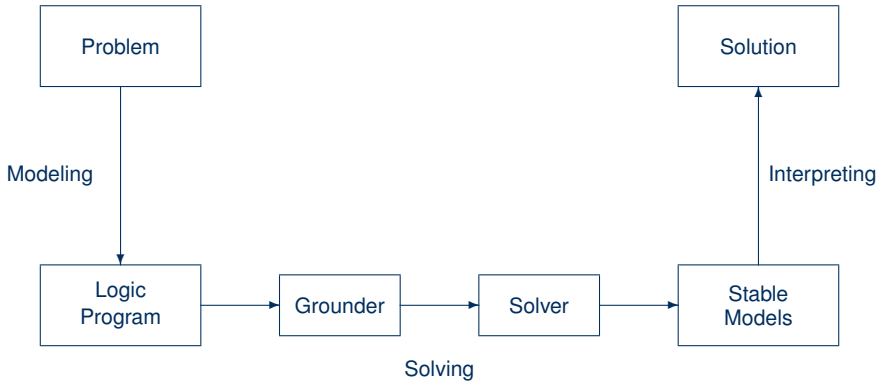 Problem
Solution
Modeling
Interpreting
Logic
Program
Grounder
Solver
Stable
Models
Solving